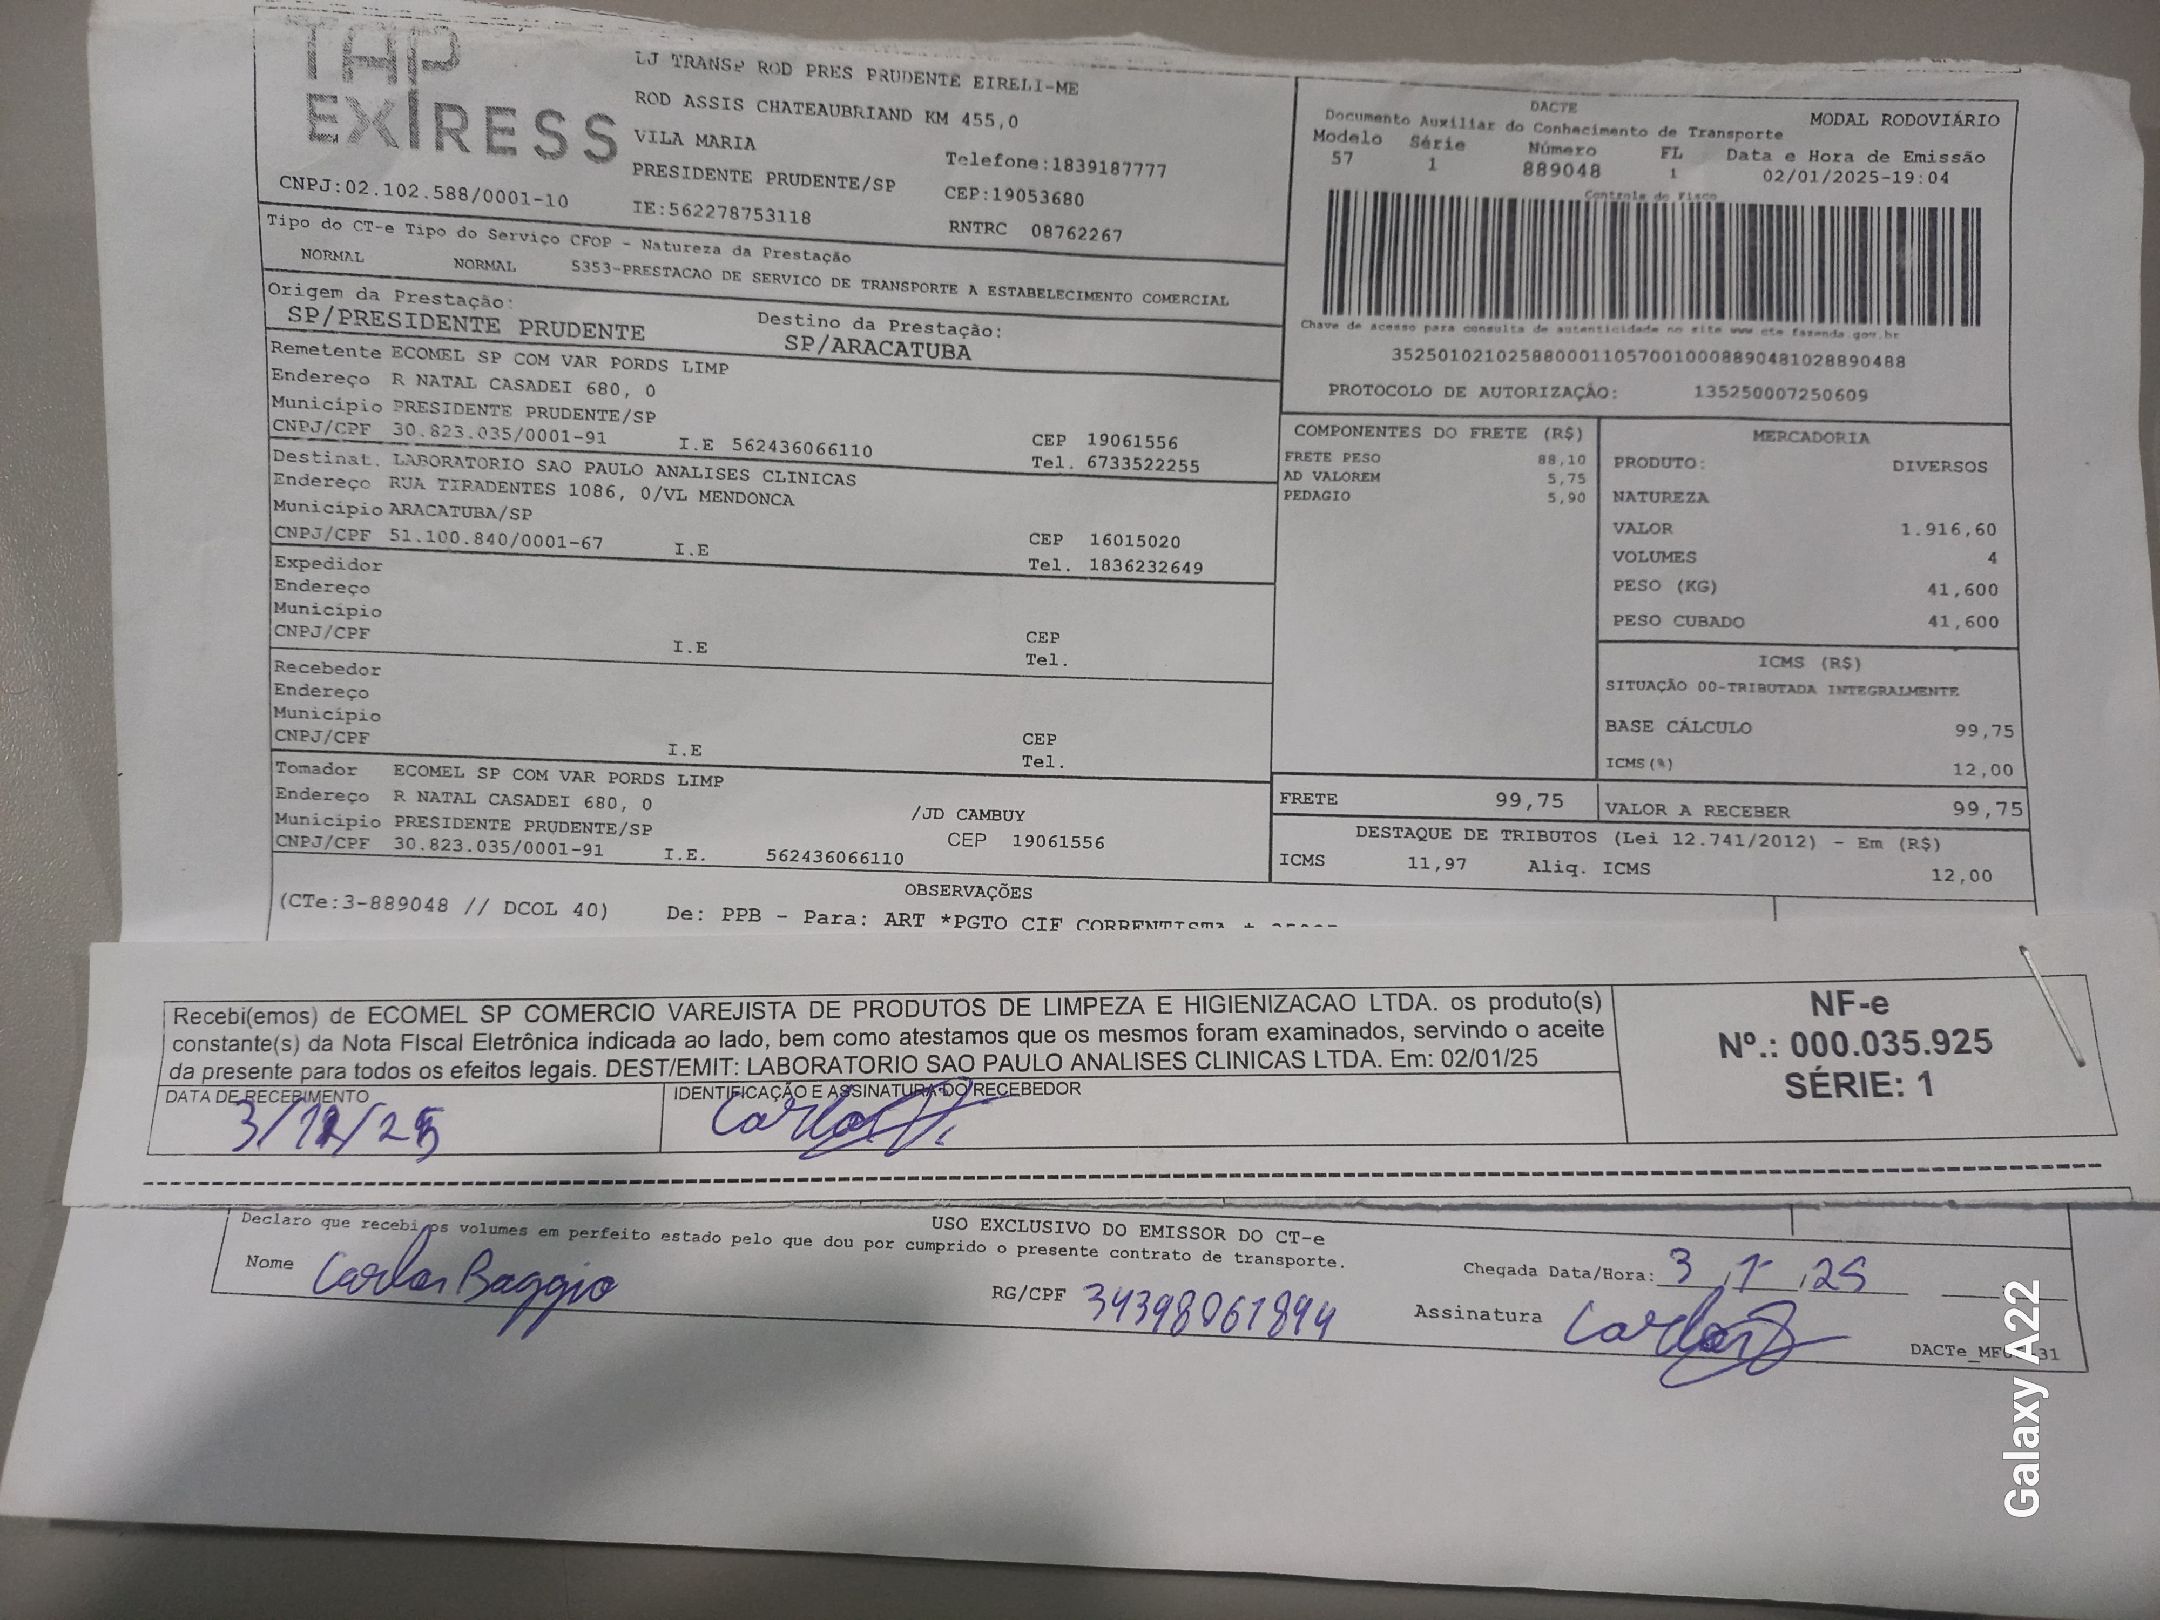 TAP
EXPRESS
CNPJ:02.102.588/0001-10
LJ TRANSP ROD PRES PRUDENTE EIRELI-ME
ROD ASSIS CHATEAUBRIAND KM 455,0
VILA MARIA
PRESIDENTE PRUDENTE/SP
IE:562278753118
Telefone:1839187777
CEP:19053680
RNTRC 08762267
DACTE
Documento Auxiliar do Conhecimento de Transporte
MODAL RODOVIÁRIO
Modelo Série Número FL Data e Hora de Emissão
57 1 889048 1 02/01/2025-19:04
Controle do Fisco
Chave de acesso para consulta de autenticidade no site www cte fazenda.gov.br
35250102102588000110570010008890481028890488
PROTOCOLO DE AUTORIZAÇÃO: 135250007250609
Tipo do CT-e Tipo do Serviço CFOP - Natureza da Prestação
NORMAL NORMAL 5353-PRESTACAO DE SERVICO DE TRANSPORTE A ESTABELECIMENTO COMERCIAL
Origem da Prestação: Destino da Prestação:
SP/PRESIDENTE PRUDENTE SP/ARACATUBA
Remetente ECOMEL SP COM VAR PORDS LIMP
Endereço R NATAL CASADEI 680, 0
Município PRESIDENTE PRUDENTE/SP CEP 19061556
CNPJ/CPF 30.823.035/0001-91 I.E 562436066110 Tel. 6733522255
Destinat. LABORATORIO SAO PAULO ANALISES CLINICAS
Endereço RUA TIRADENTES 1086, 0/VL MENDONCA
Município ARACATUBA/SP CEP 16015020
CNPJ/CPF 51.100.840/0001-67 I.E Tel. 1836232649
Expedidor
Endereço
Município CEP
CNPJ/CPF I.E Tel.
Recebedor
Endereço
Município CEP
CNPJ/CPF I.E Tel.
Tomador ECOMEL SP COM VAR PORDS LIMP
Endereço R NATAL CASADEI 680, 0 /JD CAMBUY
Município PRESIDENTE PRUDENTE/SP CEP 19061556
CNPJ/CPF 30.823.035/0001-91 I.E. 562436066110
COMPONENTES DO FRETE (R$)
FRETE PESO 88,10
AD VALOREM 5,75
PEDAGIO 5,90
MERCADORIA
PRODUTO: DIVERSOS
NATUREZA
VALOR 1.916,60
VOLUMES 4
PESO (KG) 41,600
PESO CUBADO 41,600
ICMS (R$)
SITUAÇÃO 00-TRIBUTADA INTEGRALMENTE
BASE CÁLCULO 99,75
ICMS(%) 12,00
FRETE 99,75 VALOR A RECEBER 99,75
DESTAQUE DE TRIBUTOS (Lei 12.741/2012) - Em (R$)
ICMS 11,97 Aliq. ICMS 12,00
OBSERVAÇÕES
(CTe:3-889048 // DCOL 40) De: PPB - Para: ART *PGTO CIF CORRENTISTA +
Recebi(emos) de ECOMEL SP COMERCIO VAREJISTA DE PRODUTOS DE LIMPEZA E HIGIENIZACAO LTDA. os produto(s)
constante(s) da Nota FIscal Eletrônica indicada ao lado, bem como atestamos que os mesmos foram examinados, servindo o aceite
da presente para todos os efeitos legais. DEST/EMIT: LABORATORIO SAO PAULO ANALISES CLINICAS LTDA. Em: 02/01/25
NF-e
Nº.: 000.035.925
SÉRIE: 1
DATA DE RECEBIMENTO IDENTIFICAÇÃO E ASSINATURA DO RECEBEDOR
USO EXCLUSIVO DO EMISSOR DO CT-e
Declaro que recebi os volumes em perfeito estado pelo que dou por cumprido o presente contrato de transporte.
Nome Carlos Baggio RG/CPF 34398061894 Chegada Data/Hora: 3 /1 /25
Assinatura
Galaxy A22